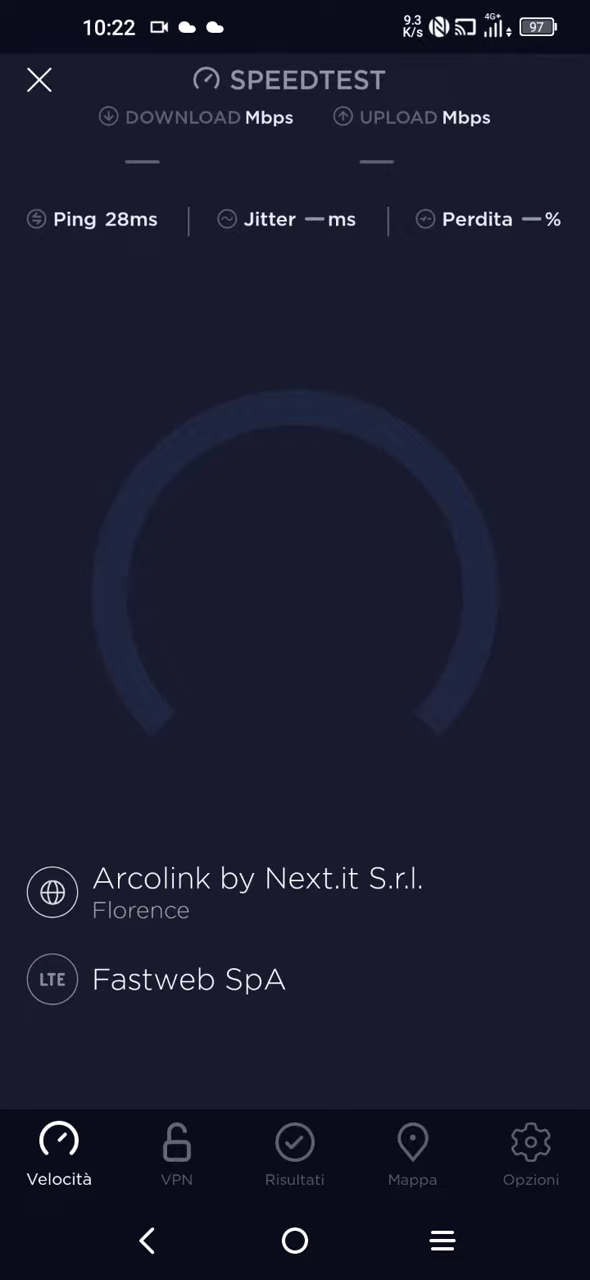 10:22 9.3 K/s 4G+ 97
SPEEDTEST
DOWNLOAD Mbps UPLOAD Mbps
— —
Ping 28ms Jitter — ms Perdita — %
Arcolink by Next.it S.r.l.
Florence
LTE Fastweb SpA
Velocità VPN Risultati Mappa Opzioni